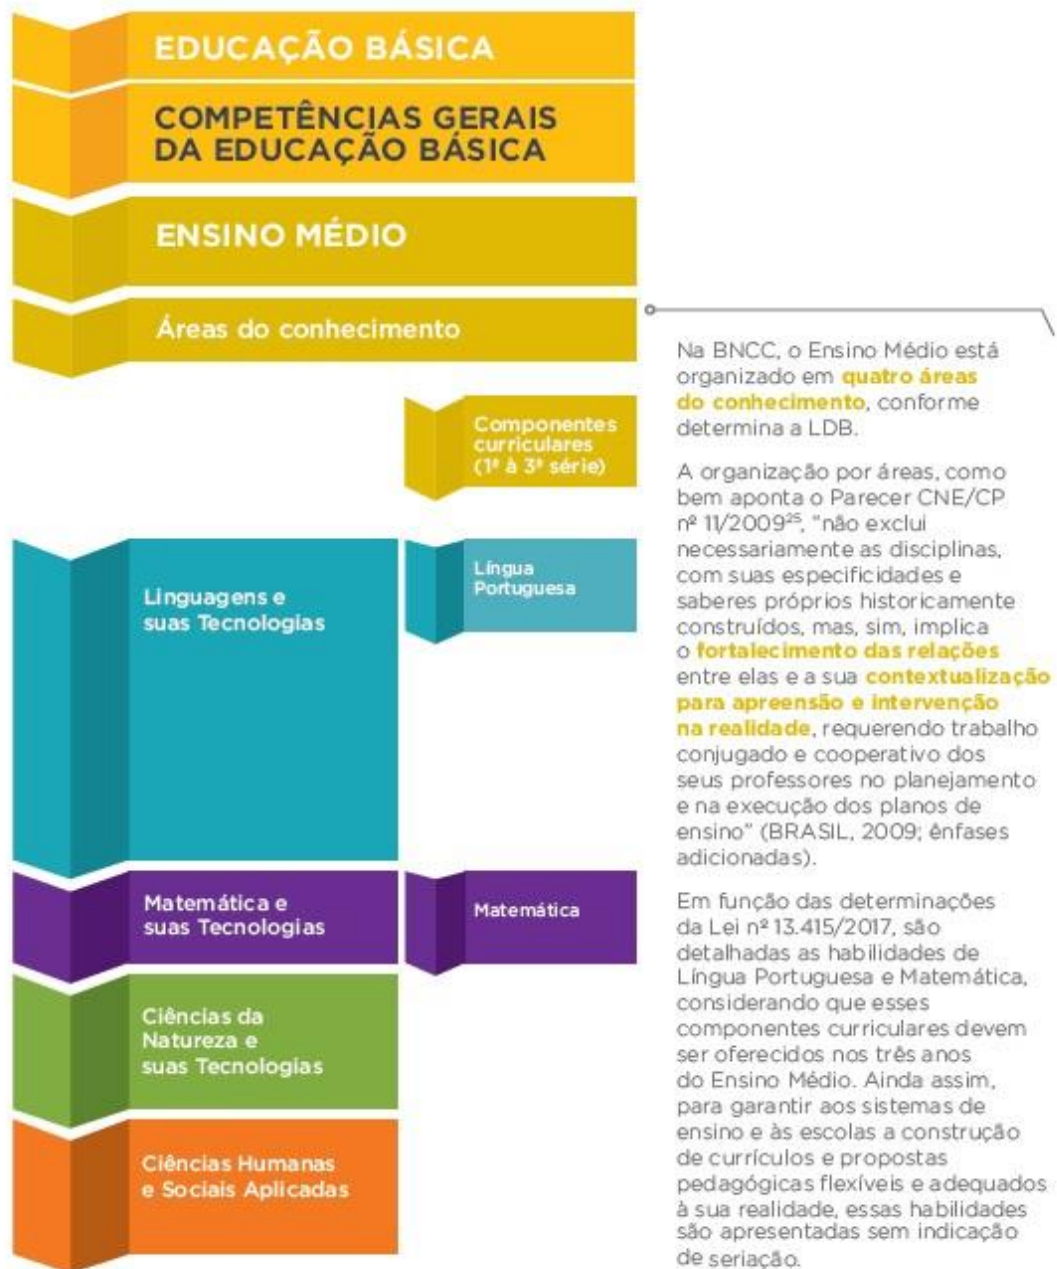 EDUCAÇÃO BÁSICA
COMPETÊNCIAS GERAIS
DA EDUCAÇÃO BÁSICA
ENSINO MÉDIO
Áreas do conhecimento
Componentes
curriculares
(1ª à 3ª série)
Linguagens e
suas Tecnologias
Língua
Portuguesa
Matemática e
suas Tecnologias
Matemática
Ciências da
Natureza e
suas Tecnologias
Ciências Humanas
e Sociais Aplicadas
Na BNCC, o Ensino Médio está
organizado em quatro áreas
do conhecimento, conforme
determina a LDB.
A organização por áreas, como
bem aponta o Parecer CNE/CP
nº 11/2009²⁵, “não exclui
necessariamente as disciplinas,
com suas especificidades e
saberes próprios historicamente
construídos, mas, sim, implica
o fortalecimento das relações
entre elas e a sua contextualização
para apreensão e intervenção
na realidade, requerendo trabalho
conjugado e cooperativo dos
seus professores no planejamento
e na execução dos planos de
ensino” (BRASIL, 2009; ênfases
adicionadas).
Em função das determinações
da Lei nº 13.415/2017, são
detalhadas as habilidades de
Língua Portuguesa e Matemática,
considerando que esses
componentes curriculares devem
ser oferecidos nos três anos
do Ensino Médio. Ainda assim,
para garantir aos sistemas de
ensino e às escolas a construção
de currículos e propostas
pedagógicas flexíveis e adequados
à sua realidade, essas habilidades
são apresentadas sem indicação
de seriação.